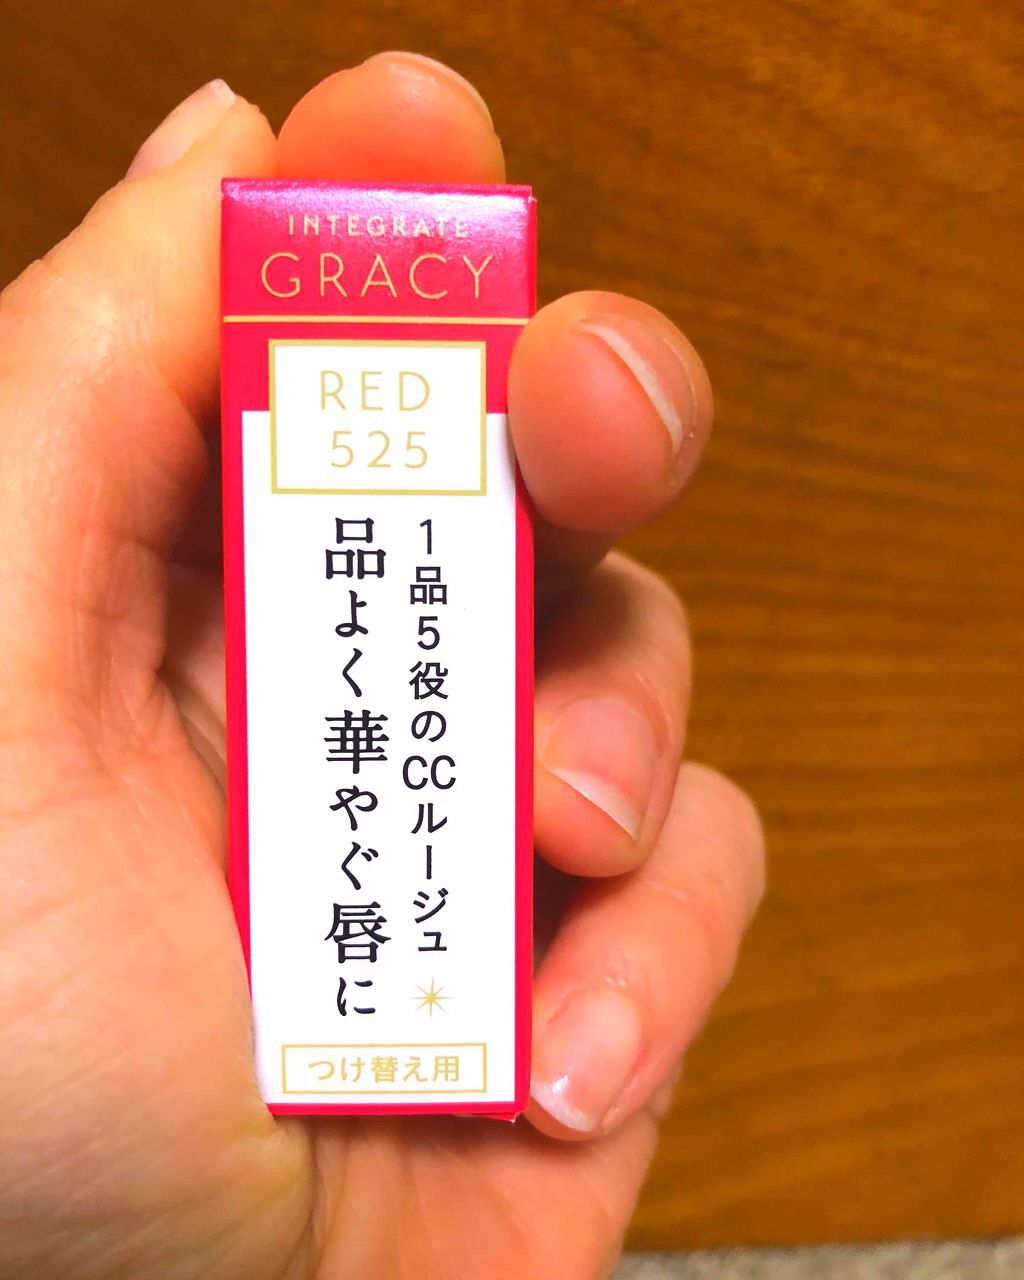 INTEGRATE
GRACY
RED
525
1品5役のCCルージュ
品よく華やぐ唇に
つけ替え用